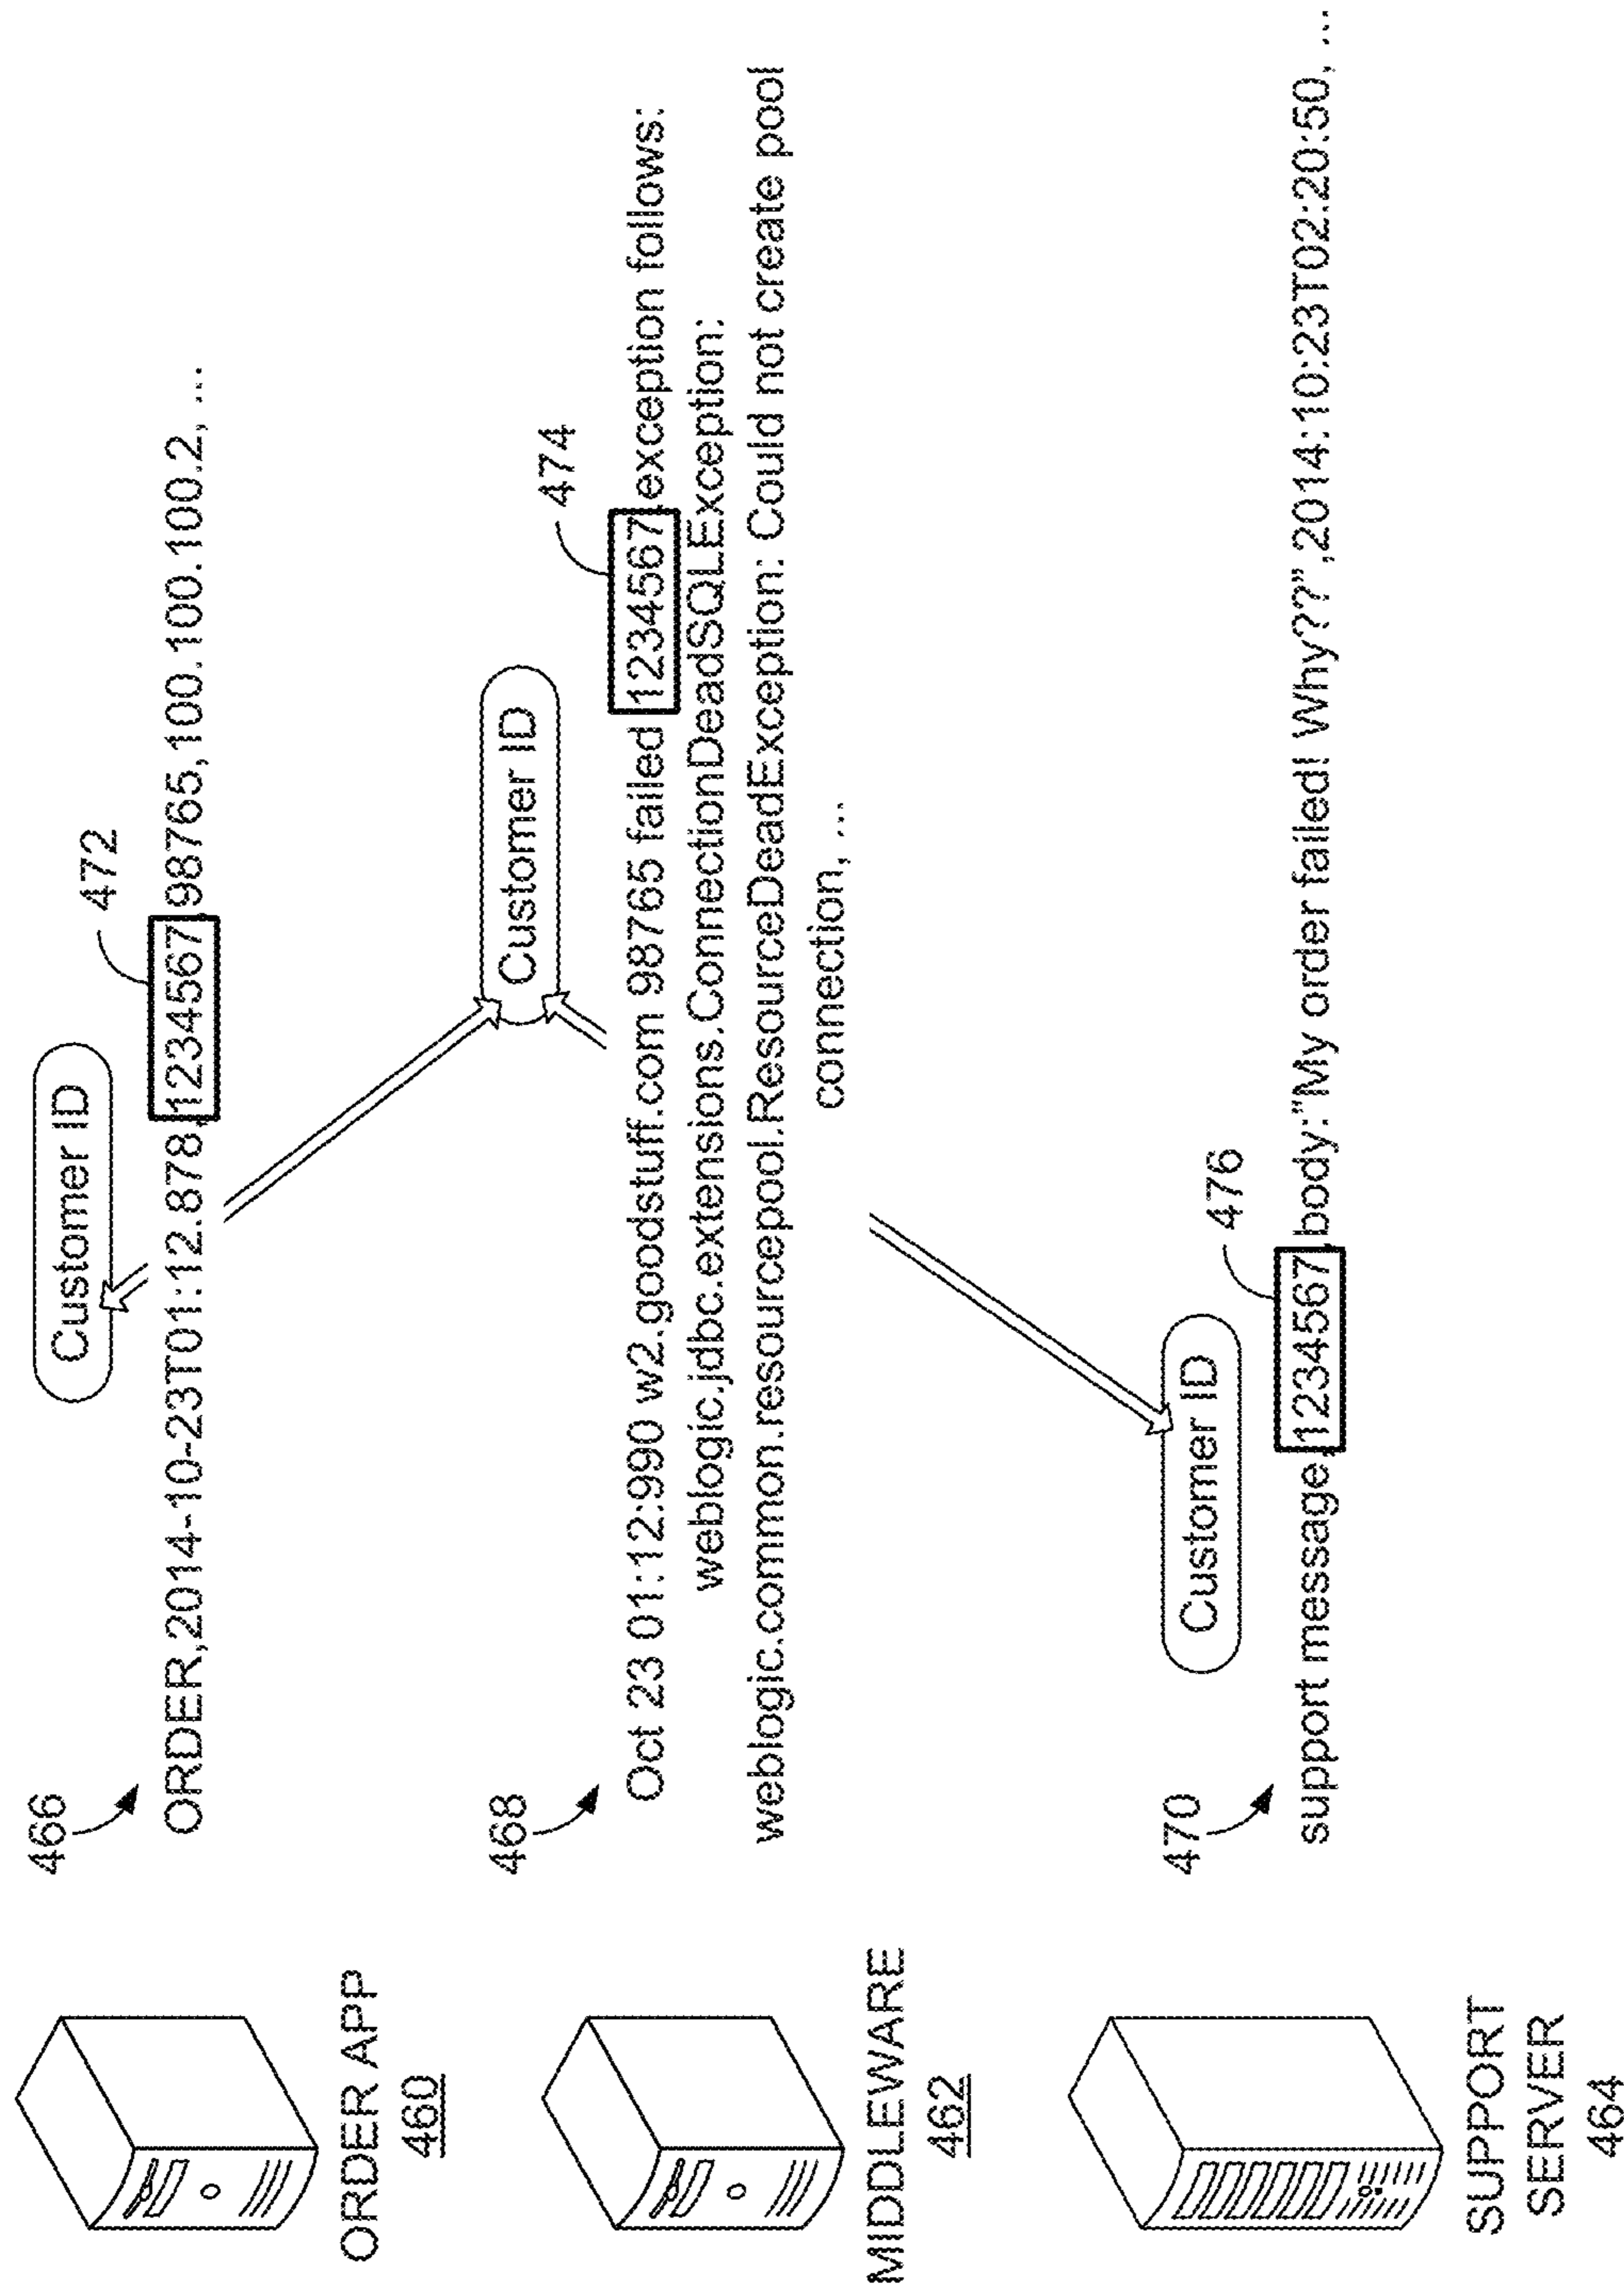 466
Customer ID
472
ORDER,2014-10-23T01:12.878,1234567,98765,100.100.100.2, ...
ORDER APP
460
468
Customer ID
474
Oct 23 01:12:990 w2.goodstuff.com 98765 failed 1234567,exception follows:
weblogic.jdbc.extensions.ConnectionDeadSQLException:
weblogic.common.resourcepool.ResourceDeadException: Could not create pool
connection, ...
MIDDLEWARE
462
470
Customer ID
476
support message,1234567,body:"My order failed! Why??",2014:10:23T02:20:50, ...
SUPPORT
SERVER
464